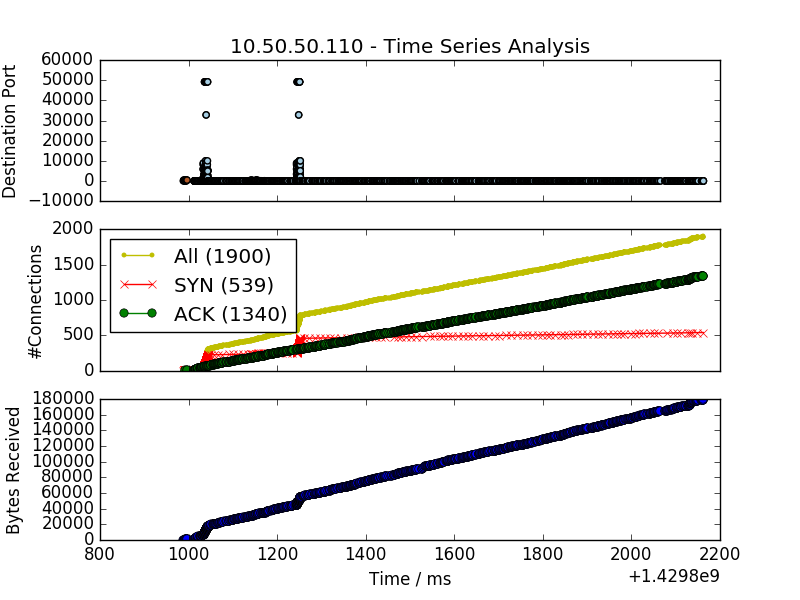 10.50.50.110 - Time Series Analysis
Destination Port
60000
50000
40000
30000
20000
10000
0
−10000
#Connections
2000
1500
1000
500
0
All (1900)
SYN (539)
ACK (1340)
Bytes Received
180000
160000
140000
120000
100000
80000
60000
40000
20000
0
800 1000 1200 1400 1600 1800 2000 2200
Time / ms
+1.4298e9